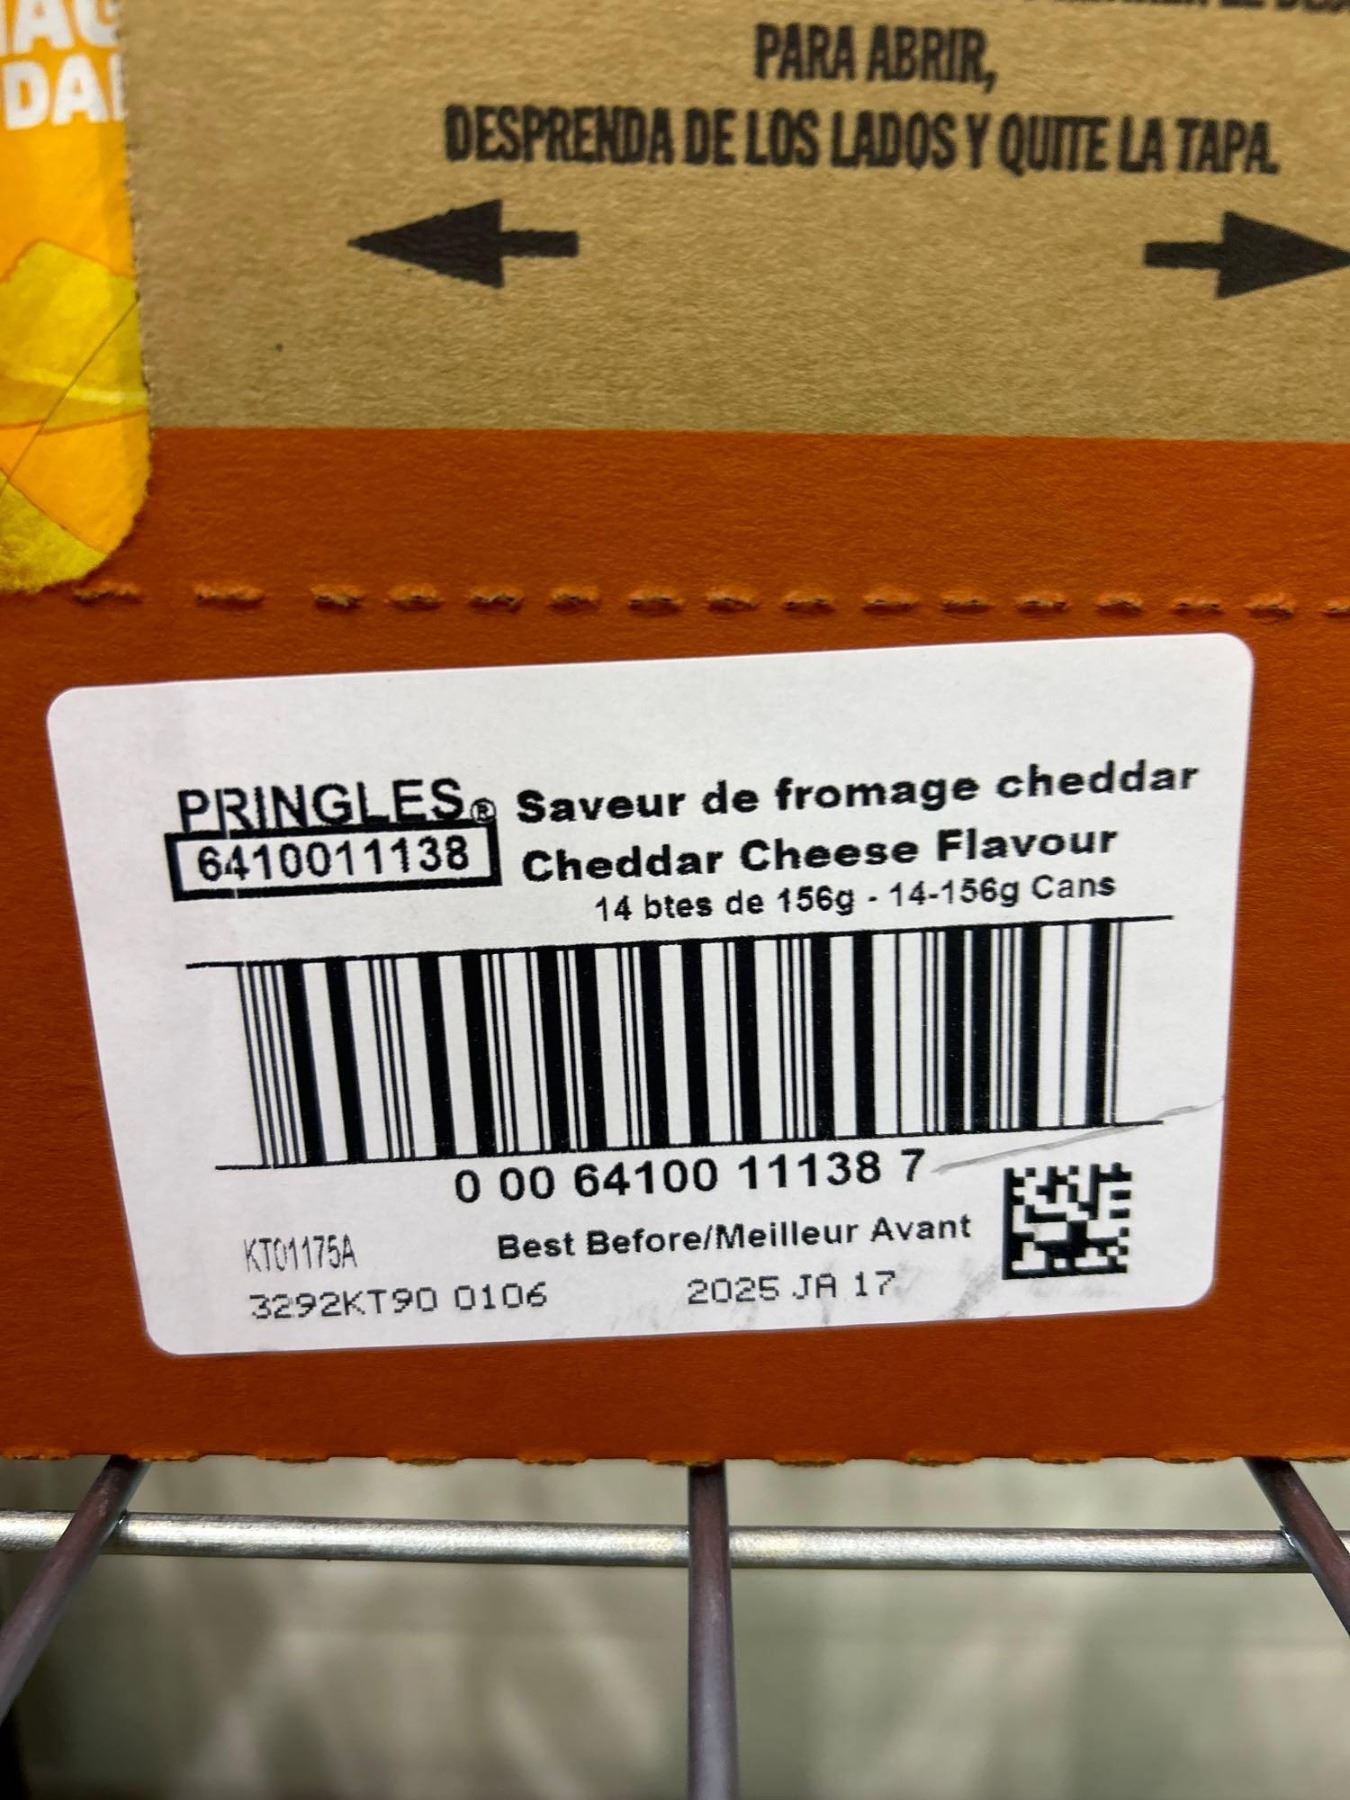 PARA ABRIR,
DESPRENDA DE LOS LADOS Y QUITE LA TAPA.
PRINGLES® Saveur de fromage cheddar
6410011138 Cheddar Cheese Flavour
14 btes de 156g - 14-156g Cans
0 00 64100 11138 7
KT01175A Best Before/Meilleur Avant
3292KT90 0106 2025 JA 17